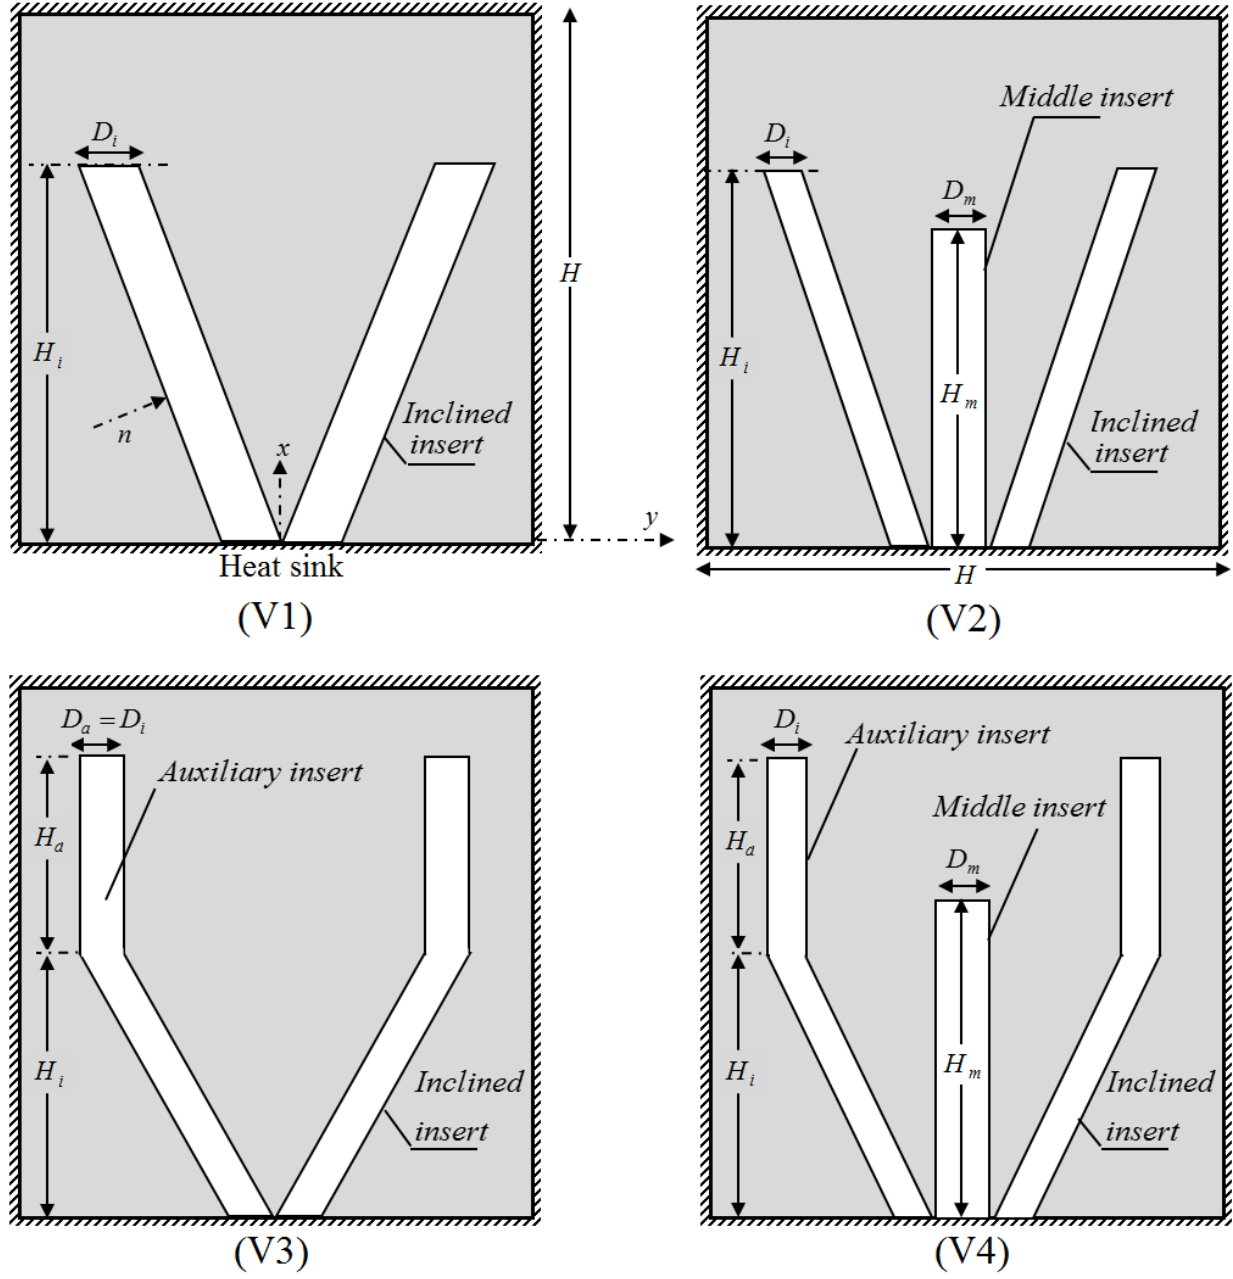 D_i
H_i
n
x
y
H
Inclined
insert
Heat sink
(V1)
Middle insert
D_i
D_m
H_i
H_m
Inclined
insert
H
(V2)
D_a = D_i
Auxiliary insert
H_a
H_i
Inclined
insert
(V3)
D_i
Auxiliary insert
Middle insert
H_a
D_m
H_i
H_m
Inclined
insert
(V4)